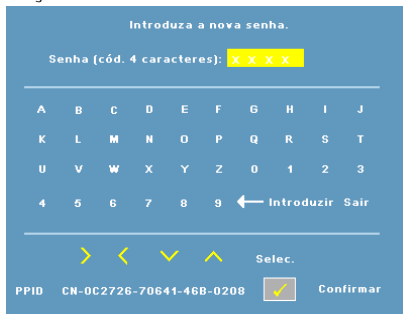 Introduza a nova senha.
Senha (cód. 4 caracteres): X X X X
A B C D E F G H I J
K L M N O P Q R S T
U V W X Y Z 0 1 2 3
4 5 6 7 8 9 Introduzir Sair
Selec.
PPID CN-0C2726-70641-46B-0208 Confirmar